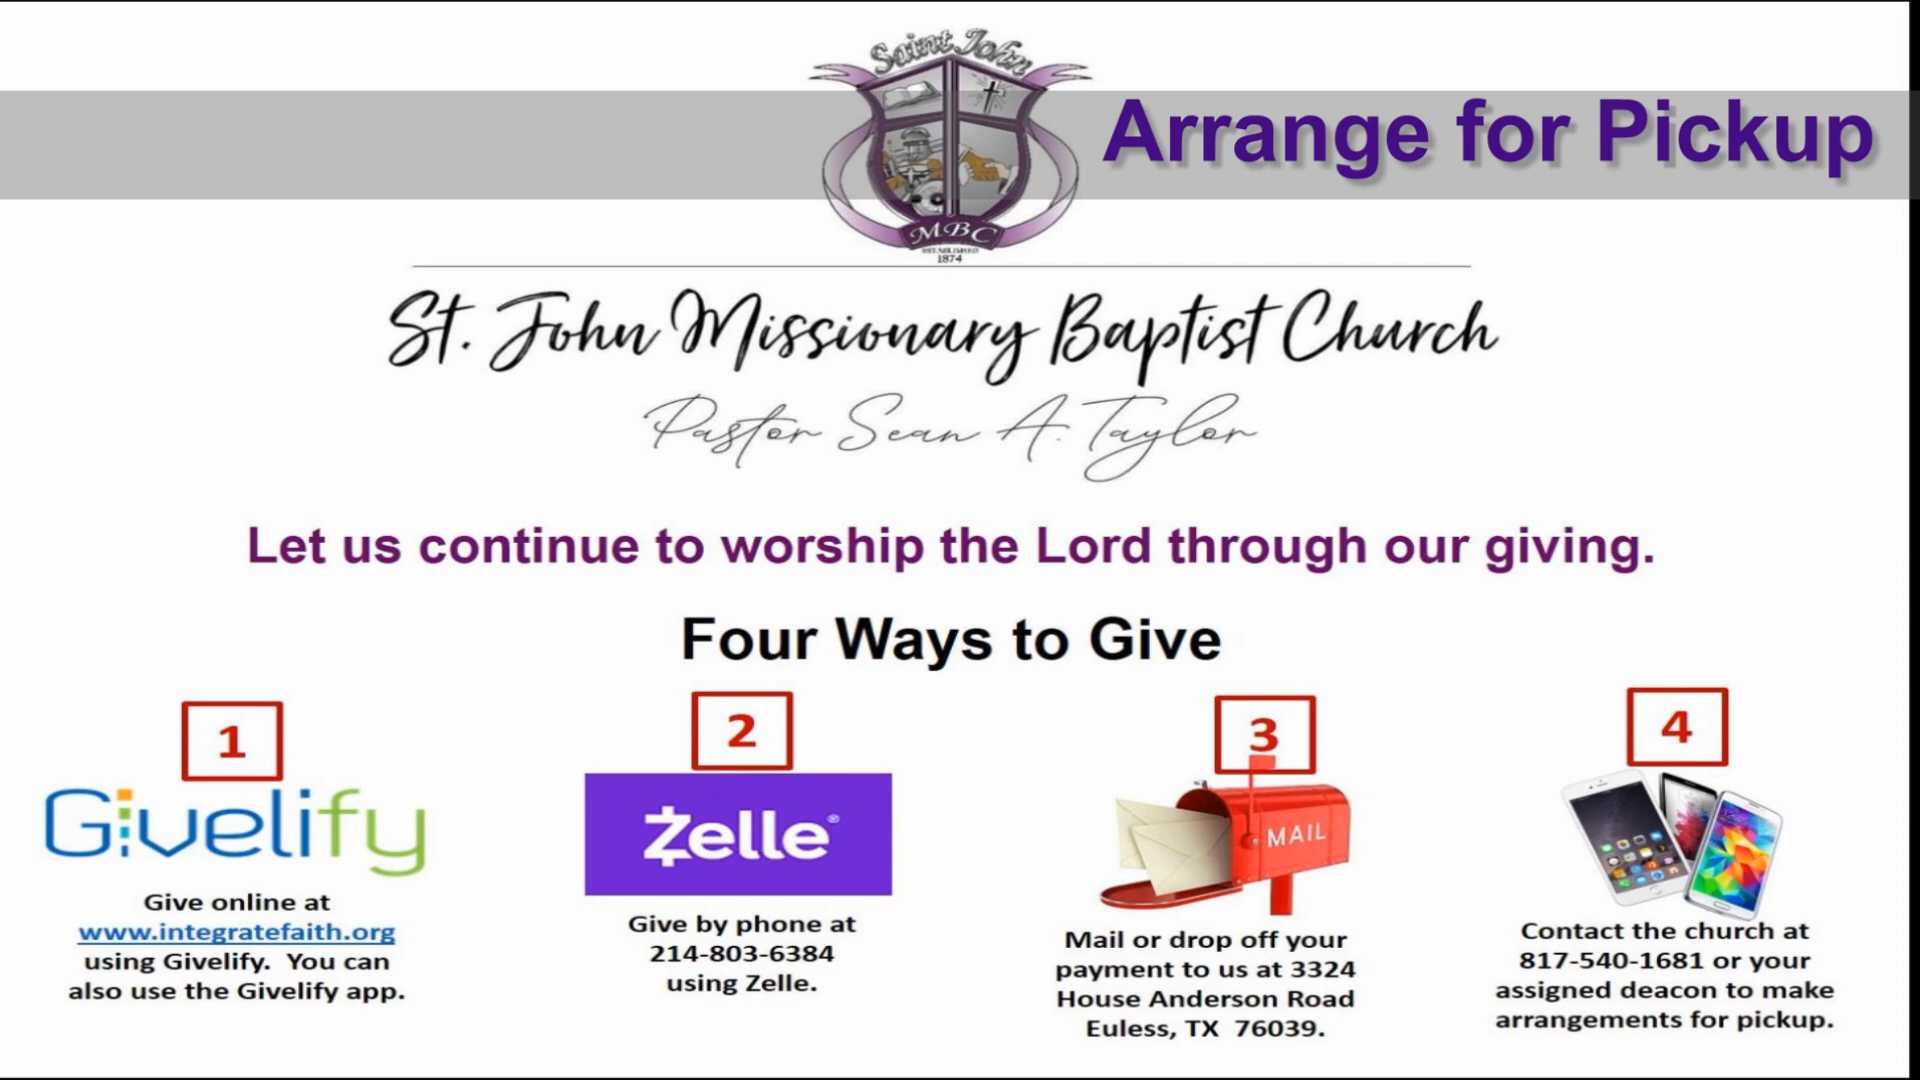 Saint John
Arrange for Pickup
MBC
ESTABLISHED
1874
St. John Missionary Baptist Church
Pastor Sean A. Taylor
Let us continue to worship the Lord through our giving.
Four Ways to Give
1
Givelify
Give online at
www.integratefaith.org
using Givelify. You can
also use the Givelify app.
2
Zelle®
Give by phone at
214-803-6384
using Zelle.
3
MAIL
Mail or drop off your
payment to us at 3324
House Anderson Road
Euless, TX 76039.
4
Contact the church at
817-540-1681 or your
assigned deacon to make
arrangements for pickup.